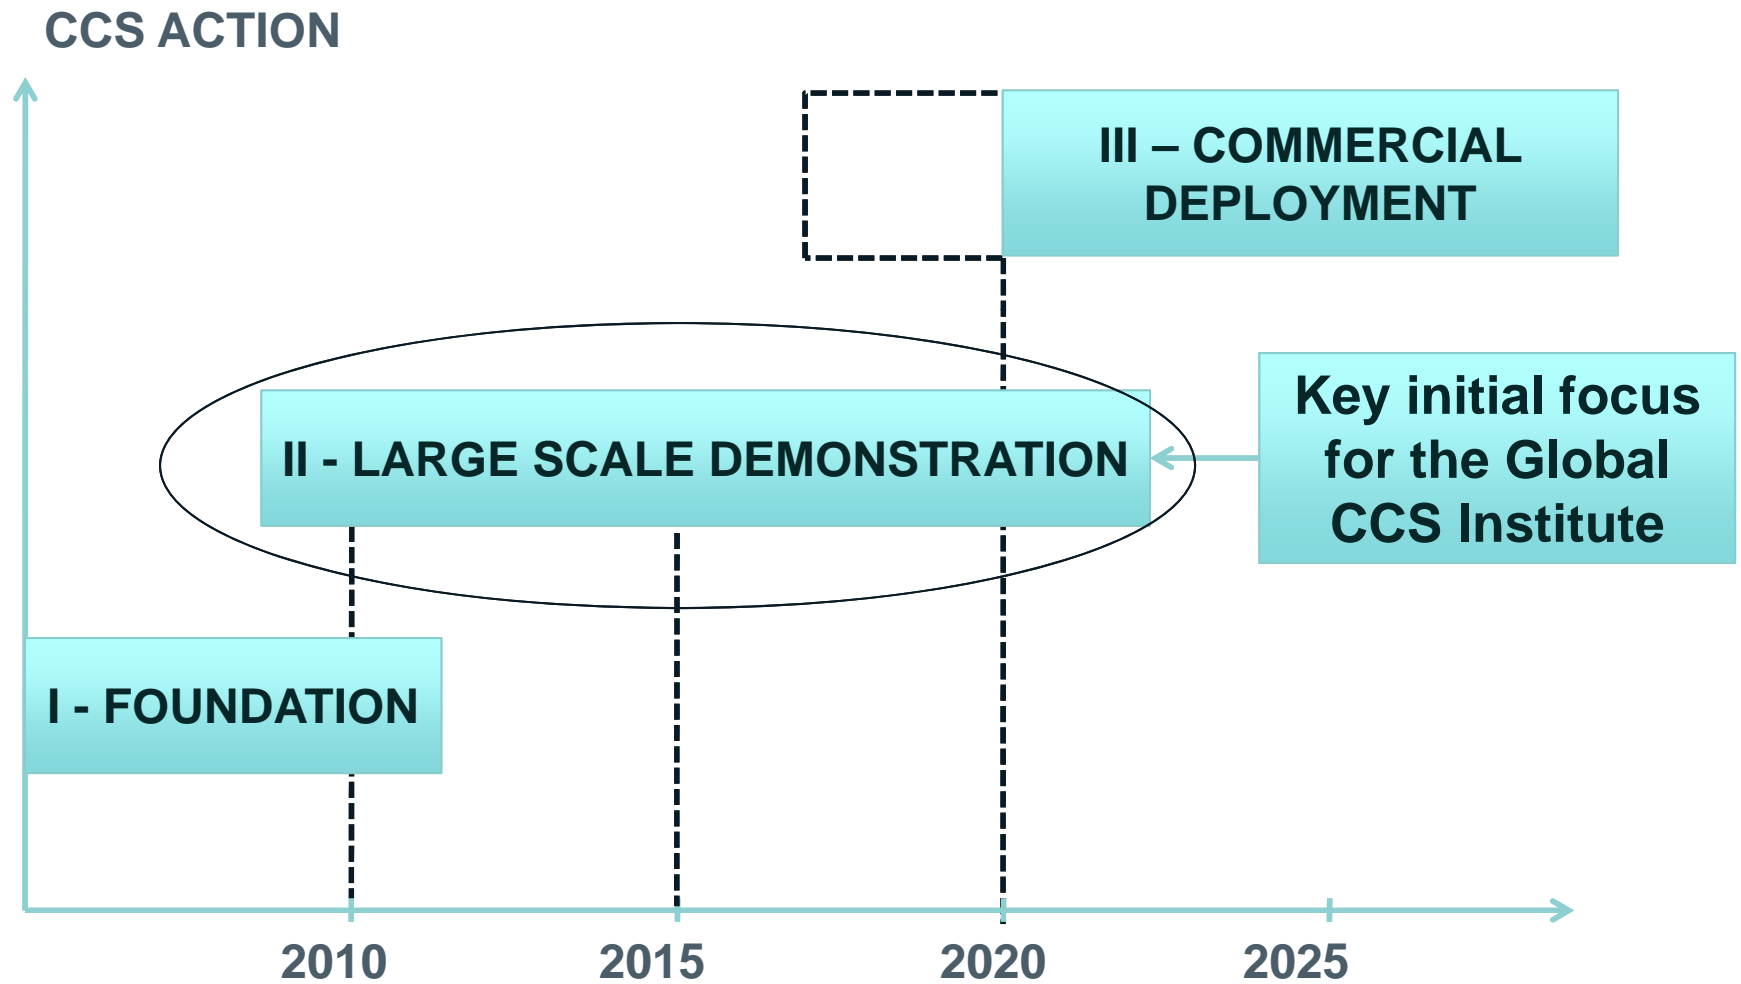 CCS ACTION
III – COMMERCIAL
DEPLOYMENT
II - LARGE SCALE DEMONSTRATION
Key initial focus
for the Global
CCS Institute
I - FOUNDATION
2010
2015
2020
2025